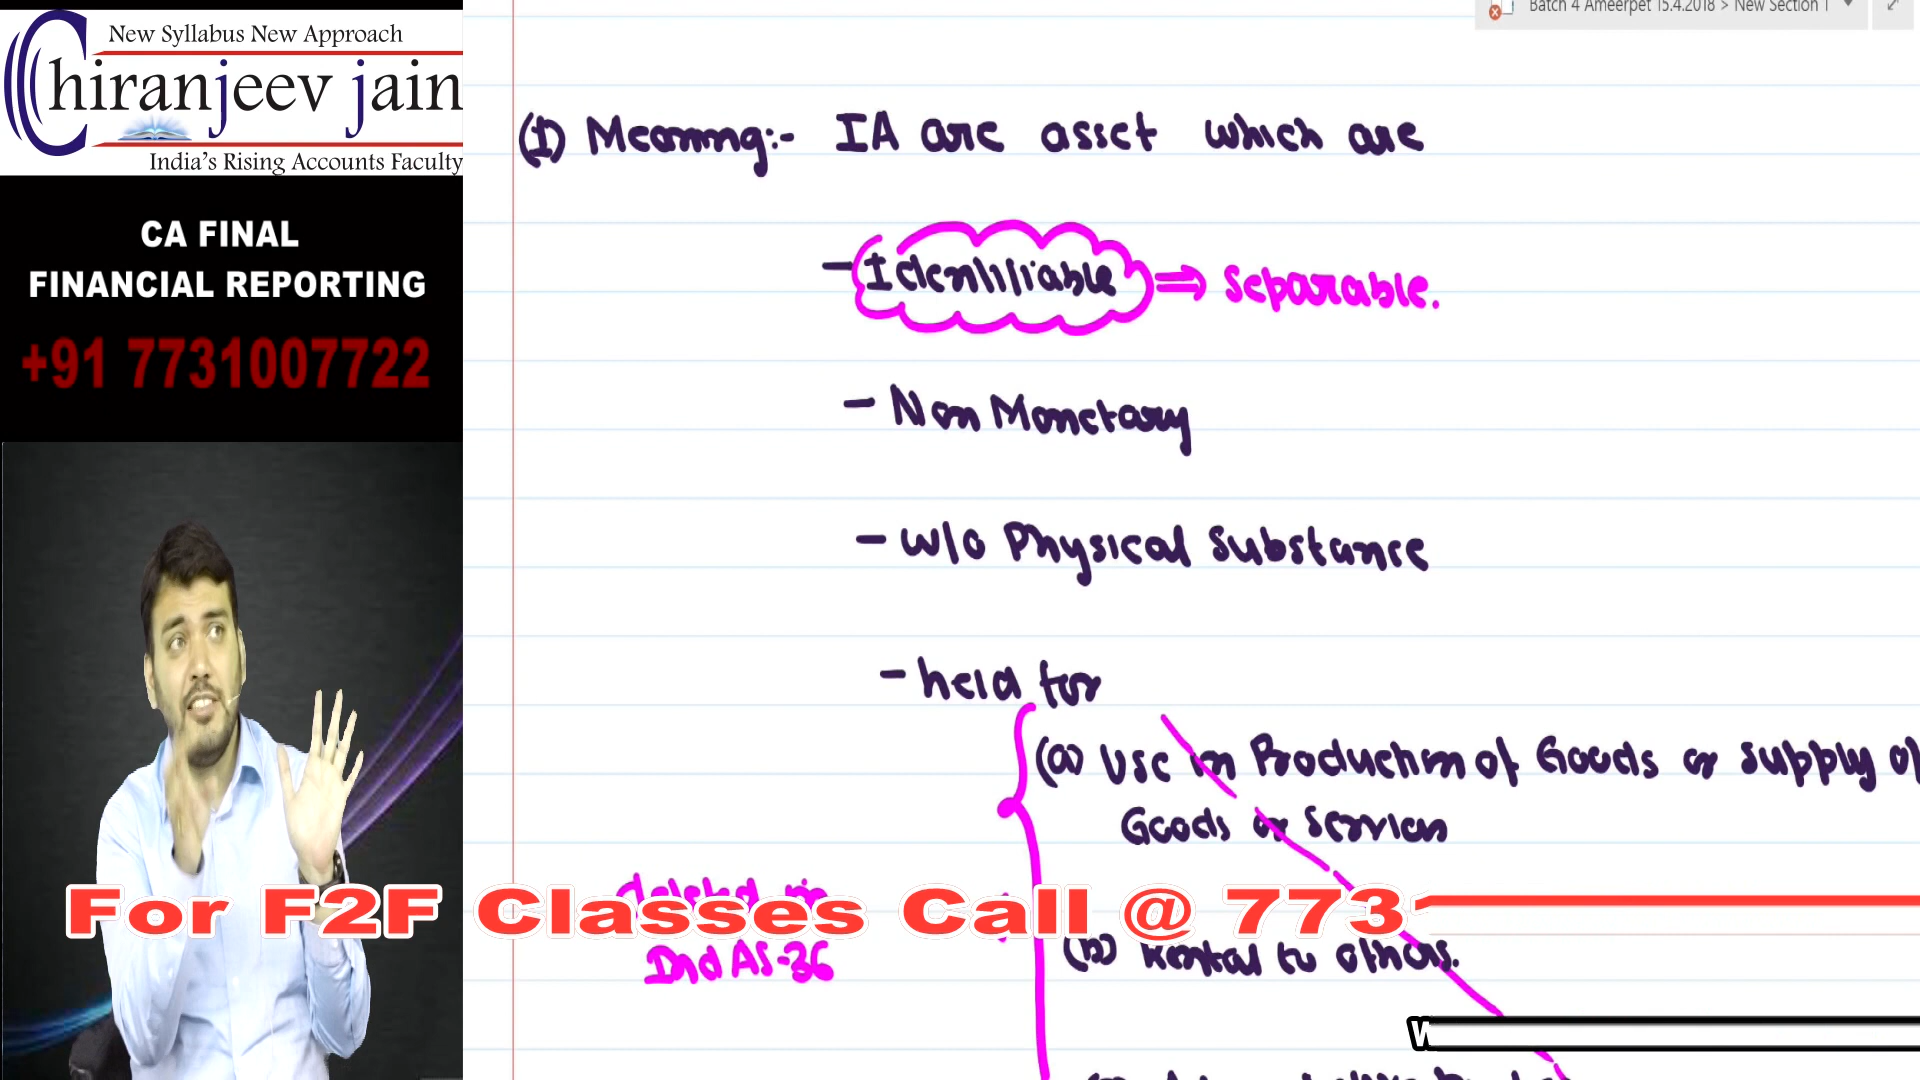 New Syllabus New Approach
Chiranjeev jain
India's Rising Accounts Faculty
CA FINAL
FINANCIAL REPORTING
+91 7731007722
Batch 4 Ameerpet 15.4.2018 > New Section 1
(I) Meaning:- IA are asset which are
- Identifiable ⇒ Separable.
- Non Monetary
- w/o Physical Substance
- held for
(a) Use in Production of Goods or supply of
Goods or Services
deleted in
Ind AS-36
For F2F Classes Call @ 773
(b) Rental to others.
W